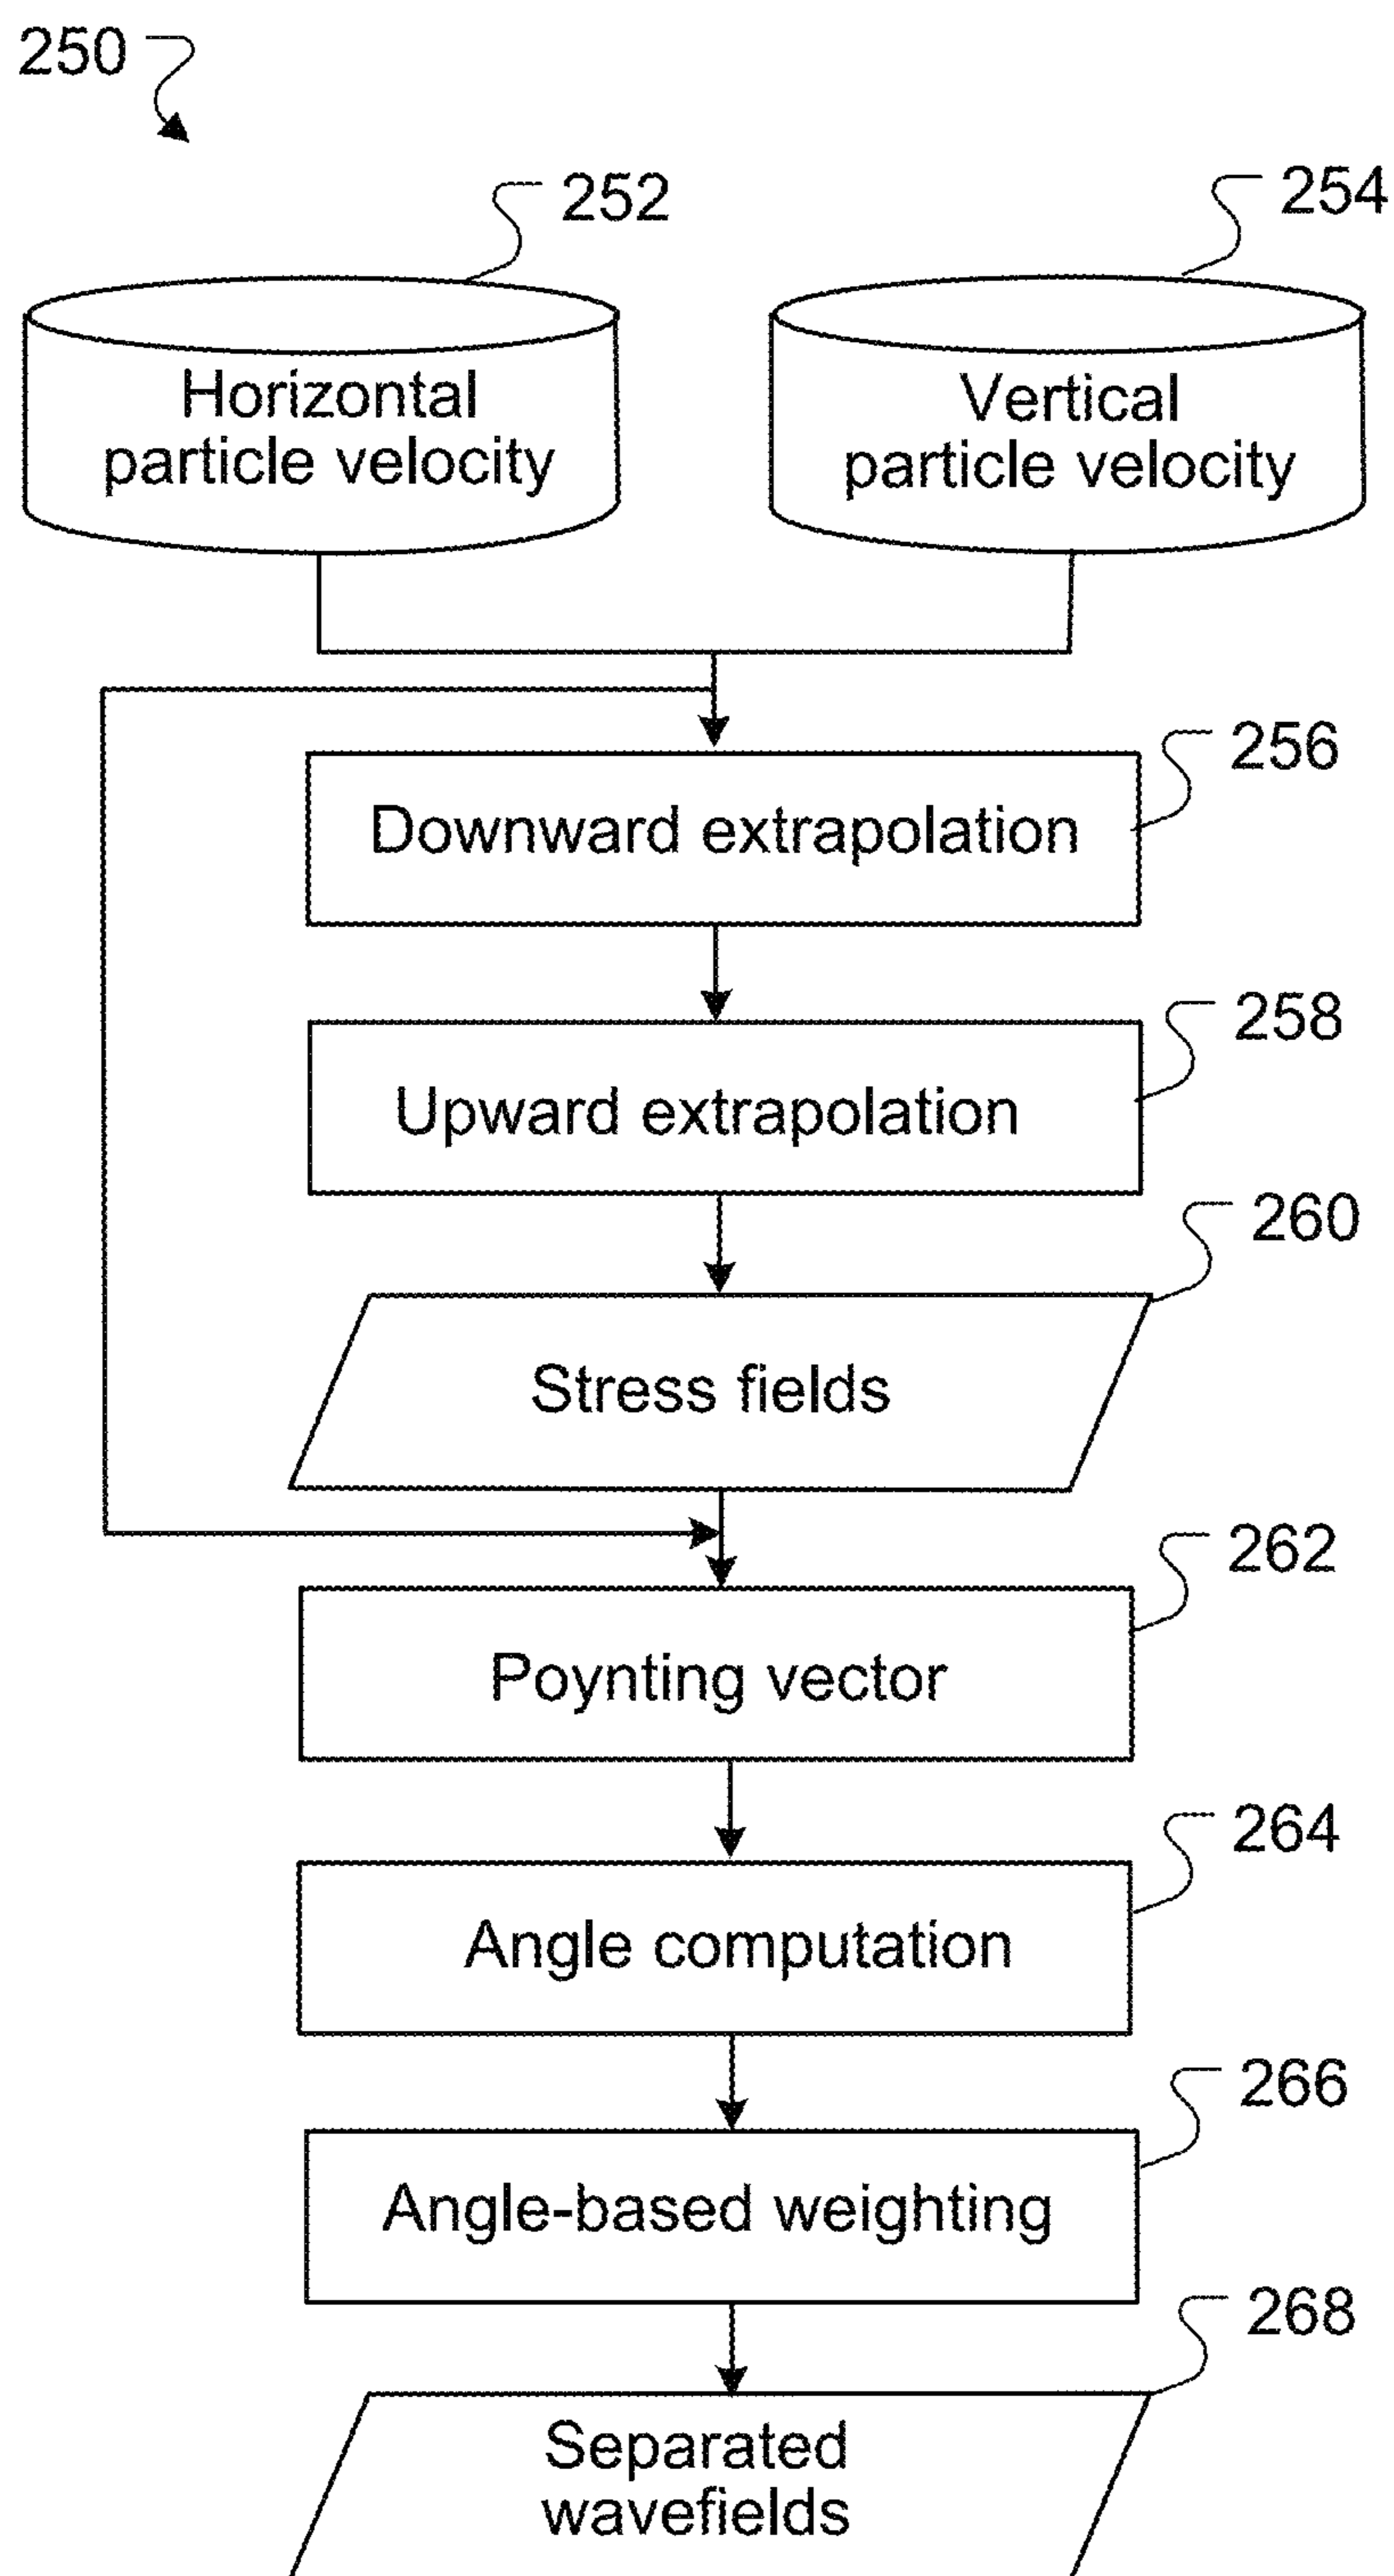 250
252
254
Horizontal
particle velocity
Vertical
particle velocity
256
Downward extrapolation
258
Upward extrapolation
260
Stress fields
262
Poynting vector
264
Angle computation
266
Angle-based weighting
268
Separated
wavefields